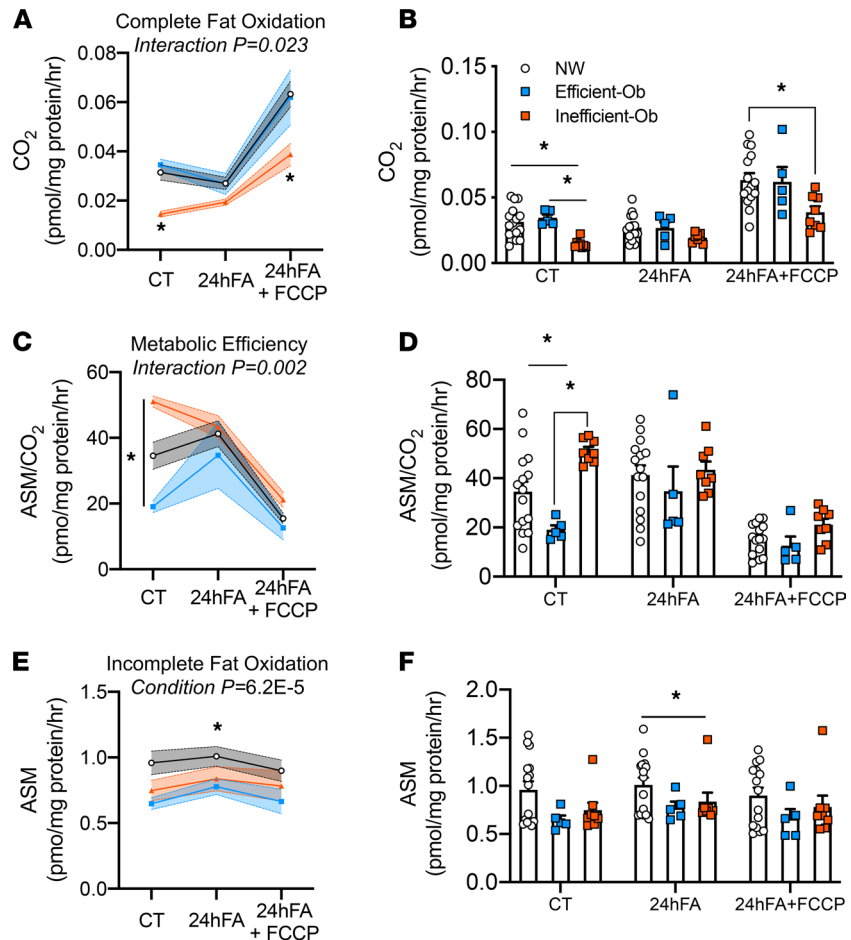 A
Complete Fat Oxidation
Interaction P=0.023
CO2
(pmol/mg protein/hr)
0.08
0.06
0.04
0.02
0.00
*
*
CT
24hFA
24hFA
+ FCCP
B
NW
Efficient-Ob
Inefficient-Ob
CO2
(pmol/mg protein/hr)
0.15
0.10
0.05
0.00
*
*
*
CT
24hFA
24hFA+FCCP
C
Metabolic Efficiency
Interaction P=0.002
ASM/CO2
(pmo/mg protein/hr)
60
40
20
0
*
CT
24hFA
24hFA
+ FCCP
D
ASM/CO2
(pmol/mg protein/hr)
80
60
40
20
0
*
*
CT
24hFA
24hFA+FCCP
E
Incomplete Fat Oxidation
Condition P=6.2E-5
ASM
(pmo/mg protein/hr)
1.5
1.0
0.5
0.0
*
CT
24hFA
24hFA
+ FCCP
F
ASM
(pmol/mg protein/hr)
2.0
1.5
1.0
0.5
0.0
*
CT
24hFA
24hFA+FCCP